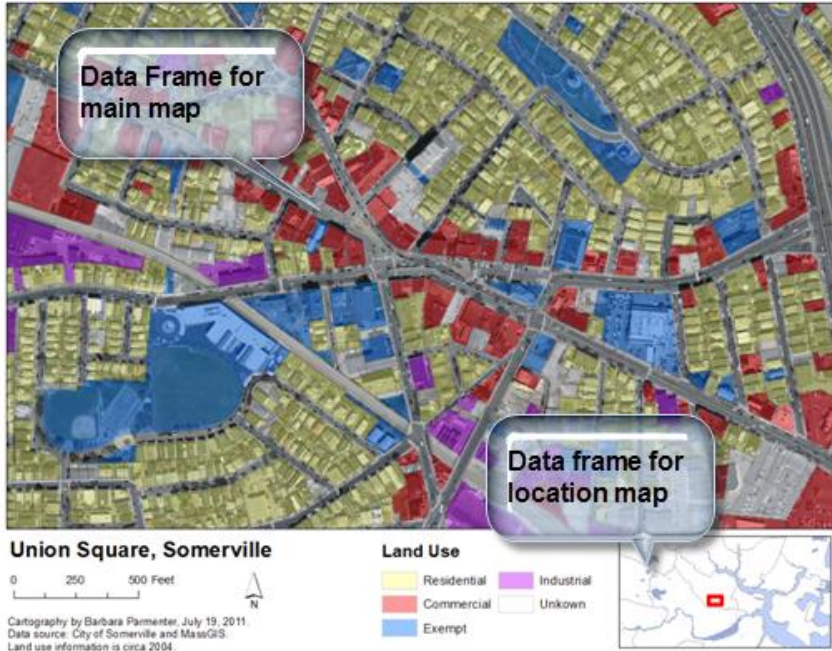 Data Frame for
main map
Data frame for
location map
Union Square, Somerville
0 250 500 Feet
N
Cartography by Barbara Parmenter, July 19, 2011.
Data source: City of Somerville and MassGIS.
Land use information is circa 2004.
Land Use
Residential
Commercial
Exempt
Industrial
Unkown